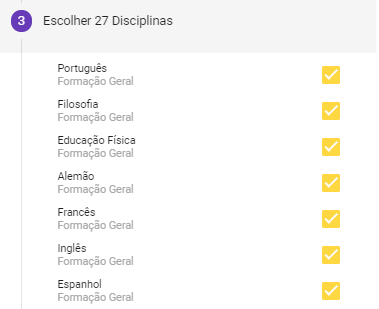 3 Escolher 27 Disciplinas
Português
Formação Geral
Filosofia
Formação Geral
Educação Física
Formação Geral
Alemão
Formação Geral
Francês
Formação Geral
Inglês
Formação Geral
Espanhol
Formação Geral